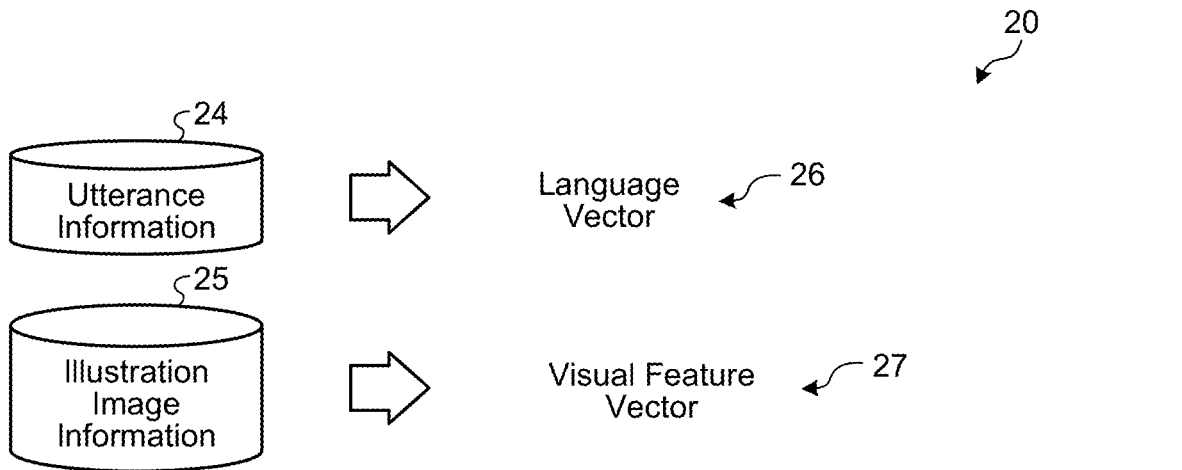 20
24
Utterance
Information
Language
Vector
26
25
Illustration
Image
Information
Visual Feature
Vector
27